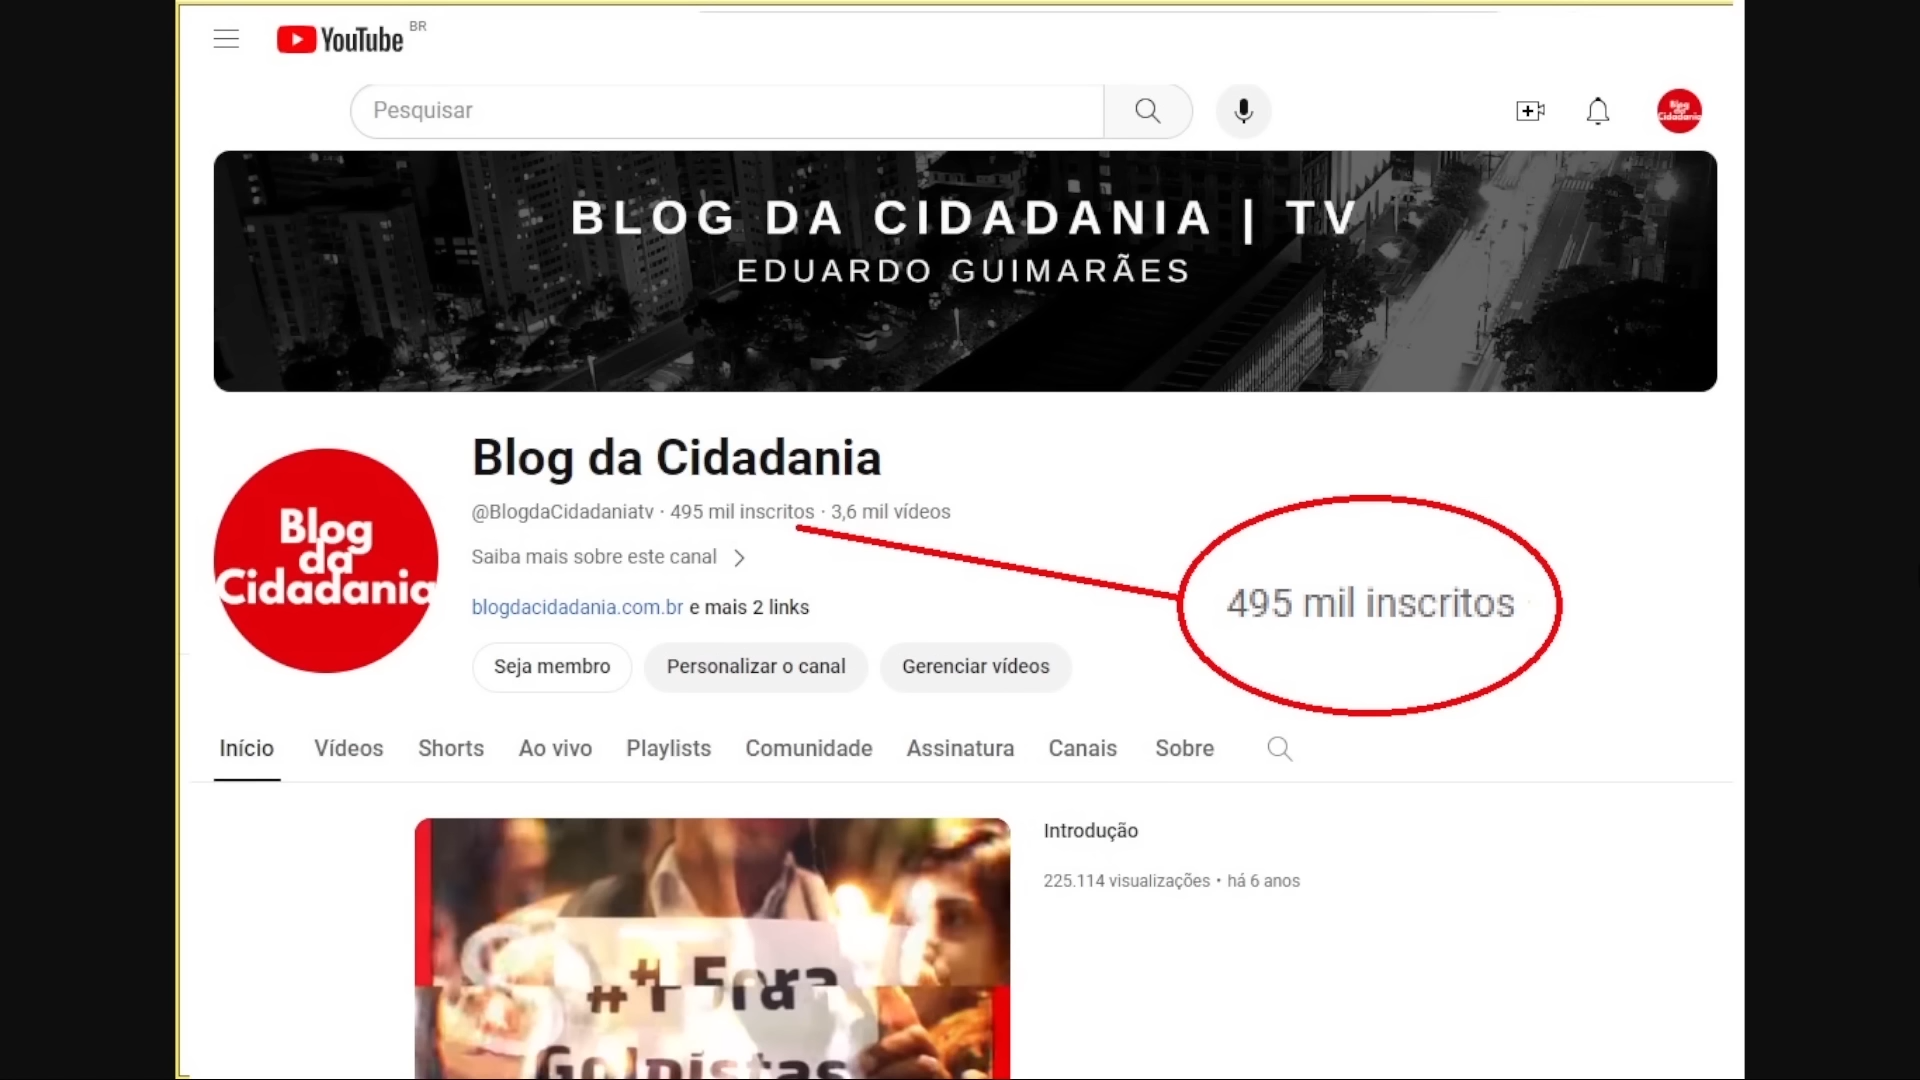 YouTube BR
Pesquisar
Blog
da
Cidadania
BLOG DA CIDADANIA | TV
EDUARDO GUIMARÃES
Blog da Cidadania
@BlogdaCidadaniatv · 495 mil inscritos · 3,6 mil vídeos
Saiba mais sobre este canal
blogdacidadania.com.br e mais 2 links
Seja membro
Personalizar o canal
Gerenciar vídeos
Blog
da
Cidadania
495 mil inscritos
Início
Vídeos
Shorts
Ao vivo
Playlists
Comunidade
Assinatura
Canais
Sobre
Introdução
225.114 visualizações • há 6 anos
Golpistas